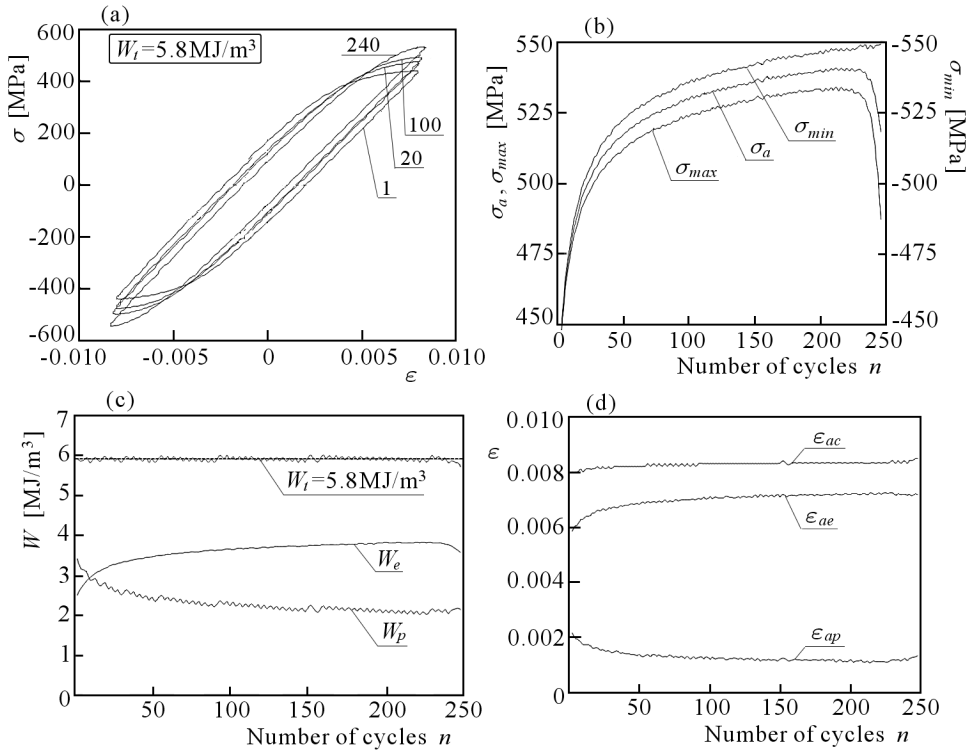 (a)
600
400
200
0
-200
-400
-600
σ [MPa]
W_t=5.8MJ/m³
240
100
20
1
-0.010
-0.005
0
0.005
0.010
ε
(b)
550
525
500
475
450
σ_a, σ_max [MPa]
-550
-525
-500
-475
-450
σ_min [MPa]
σ_min
σ_a
σ_max
0
50
100
150
200
250
Number of cycles n
(c)
7
6
5
4
3
2
1
0
W [MJ/m³]
W_t=5.8MJ/m³
W_e
W_p
50
100
150
200
250
Number of cycles n
(d)
0.010
0.008
0.006
0.004
0.002
0
ε
ε_ac
ε_ae
ε_ap
50
100
150
200
250
Number of cycles n